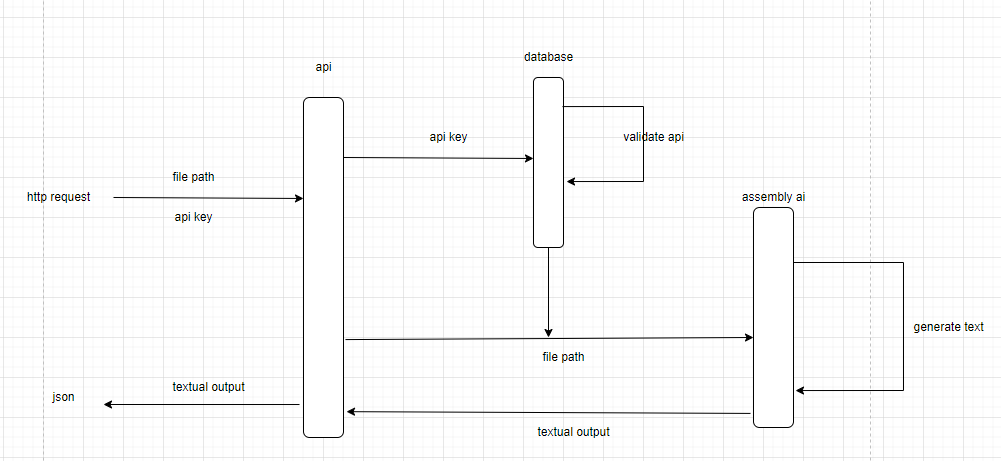 database
api
api key
validate api
file path
http request
assembly ai
api key
generate text
file path
textual output
json
textual output